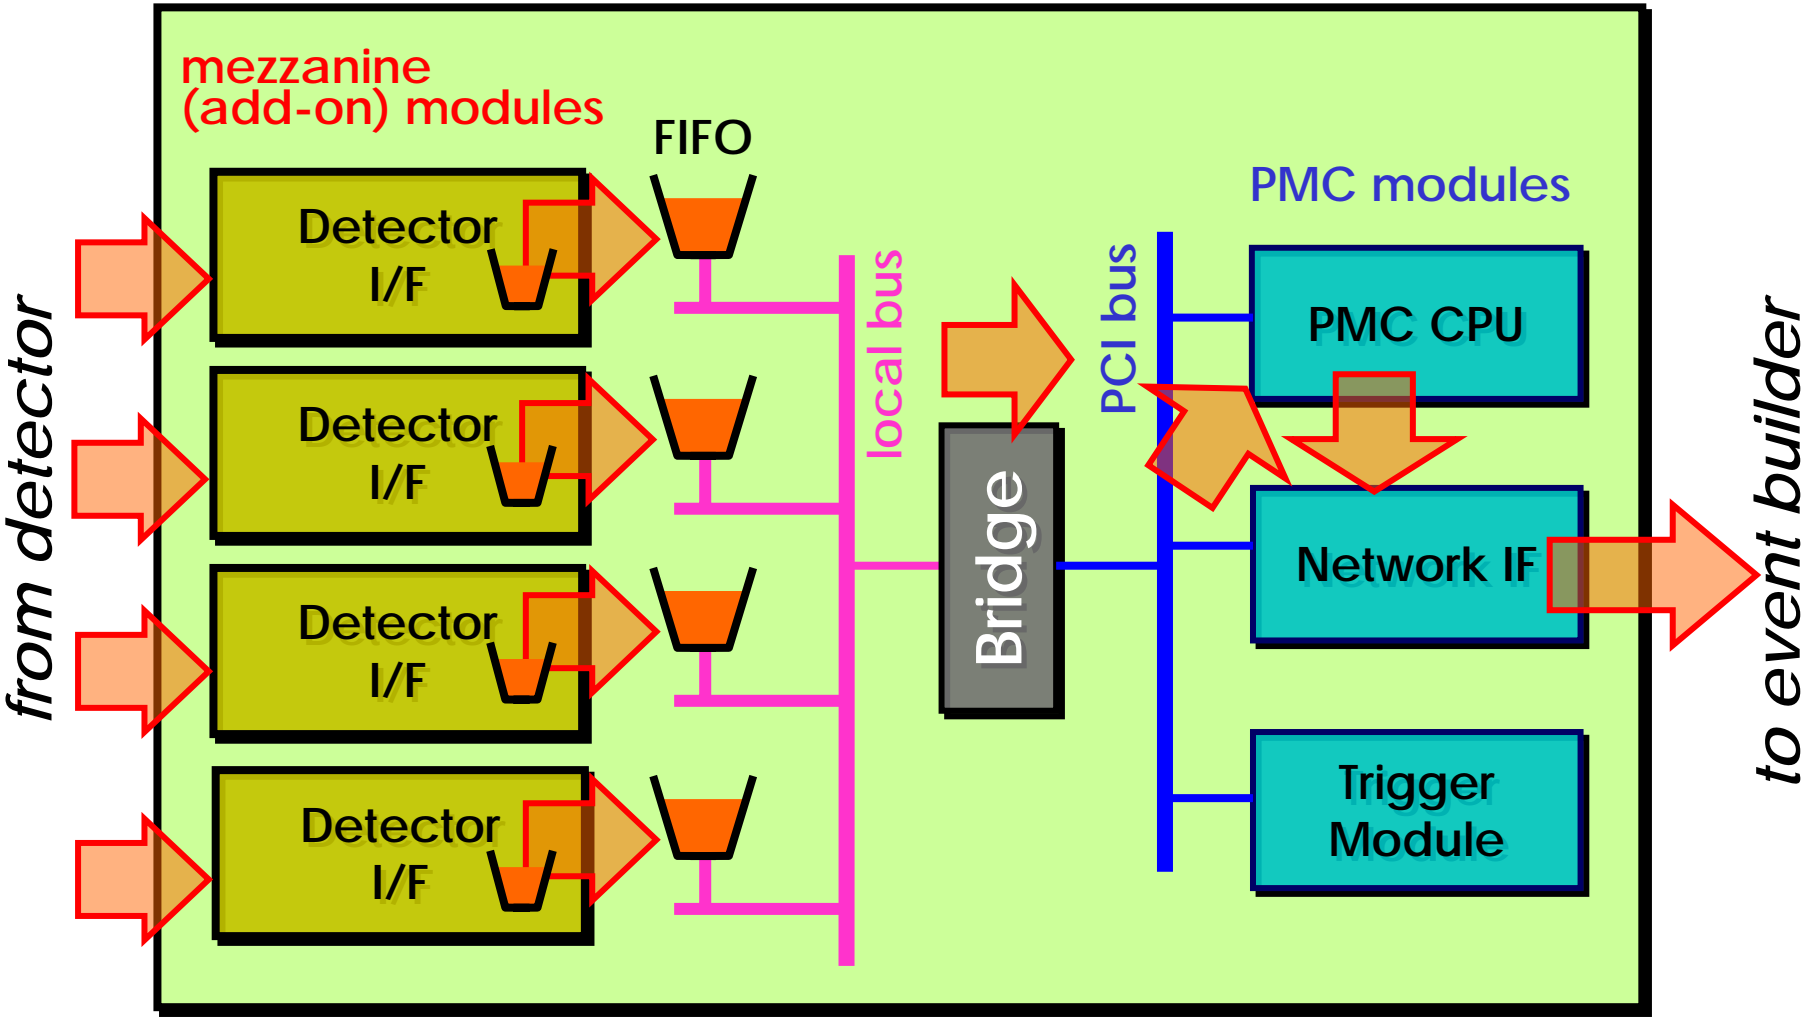 mezzanine
(add-on) modules
FIFO
PMC modules
from detector
Detector
I/F
Detector
I/F
Detector
I/F
Detector
I/F
local bus
Bridge
PCI bus
PMC CPU
Network IF
Trigger
Module
to event builder